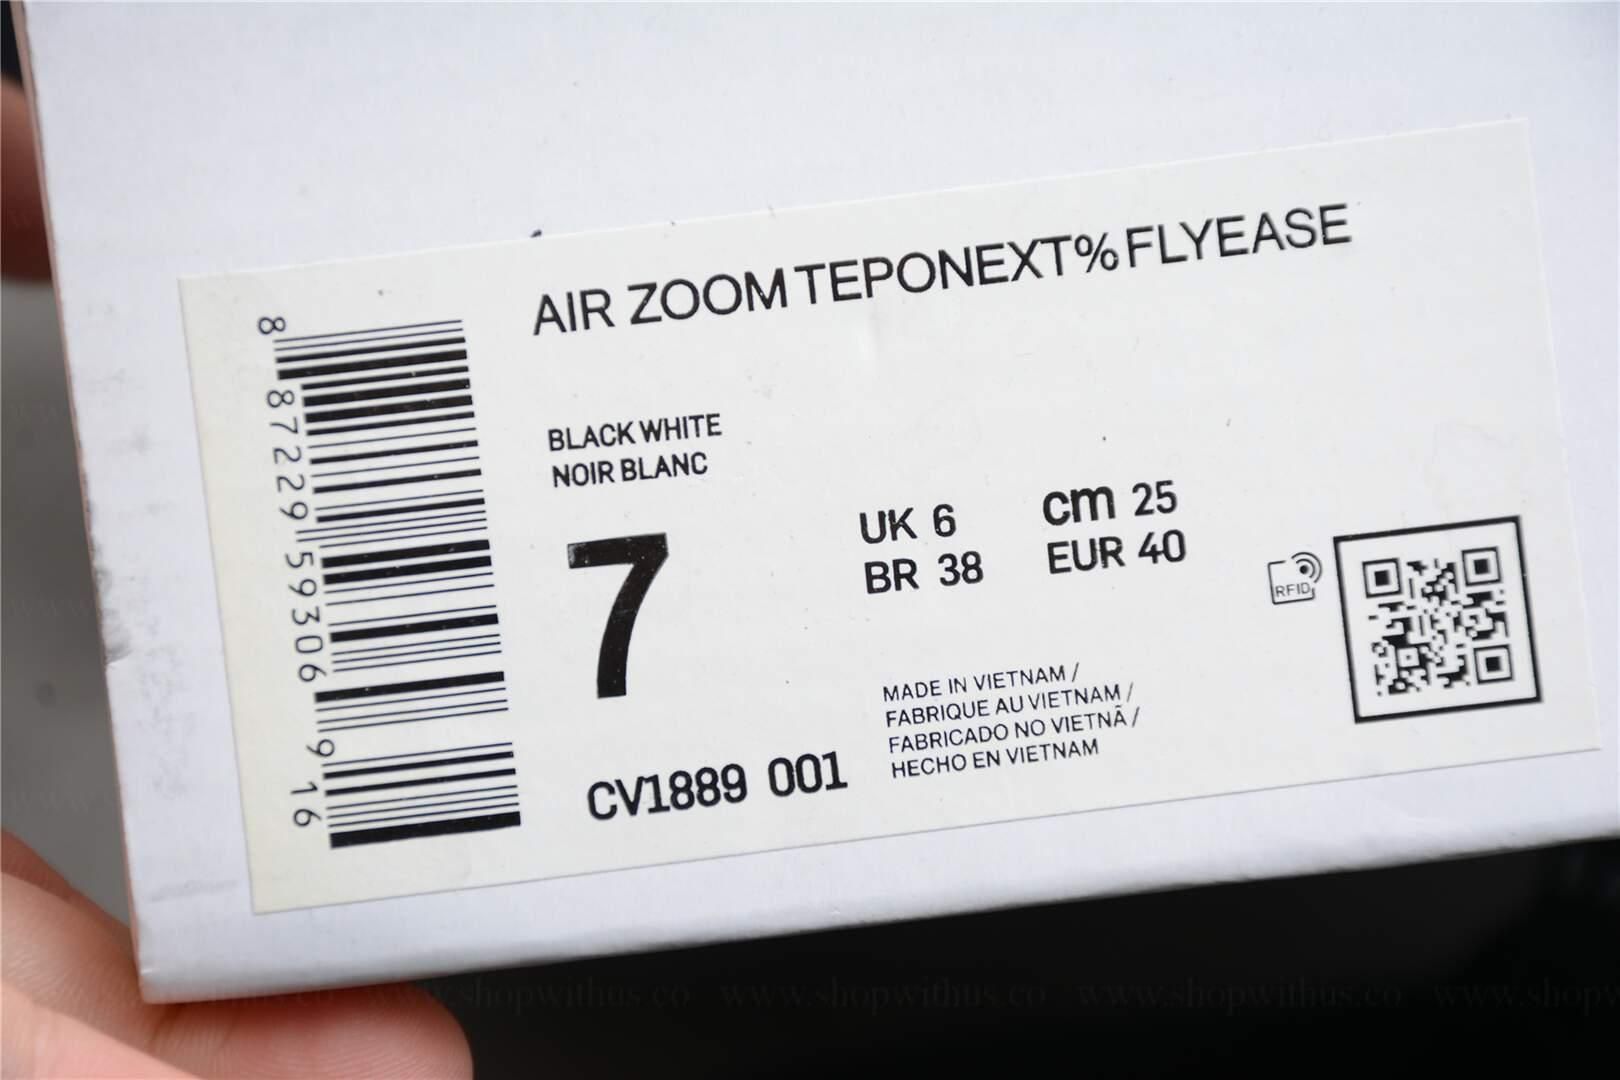 AIR ZOOM TEPONEXT% FLYEASE
BLACK WHITE
NOIR BLANC
7
UK 6 cm 25
BR 38 EUR 40
RFID
CV1889 001
MADE IN VIETNAM /
FABRIQUE AU VIETNAM /
FABRICADO NO VIETNÃ /
HECHO EN VIETNAM
8 87229 59306 9 16
www.shopwithus.co www.shopwithus.co www.shopwithus.co